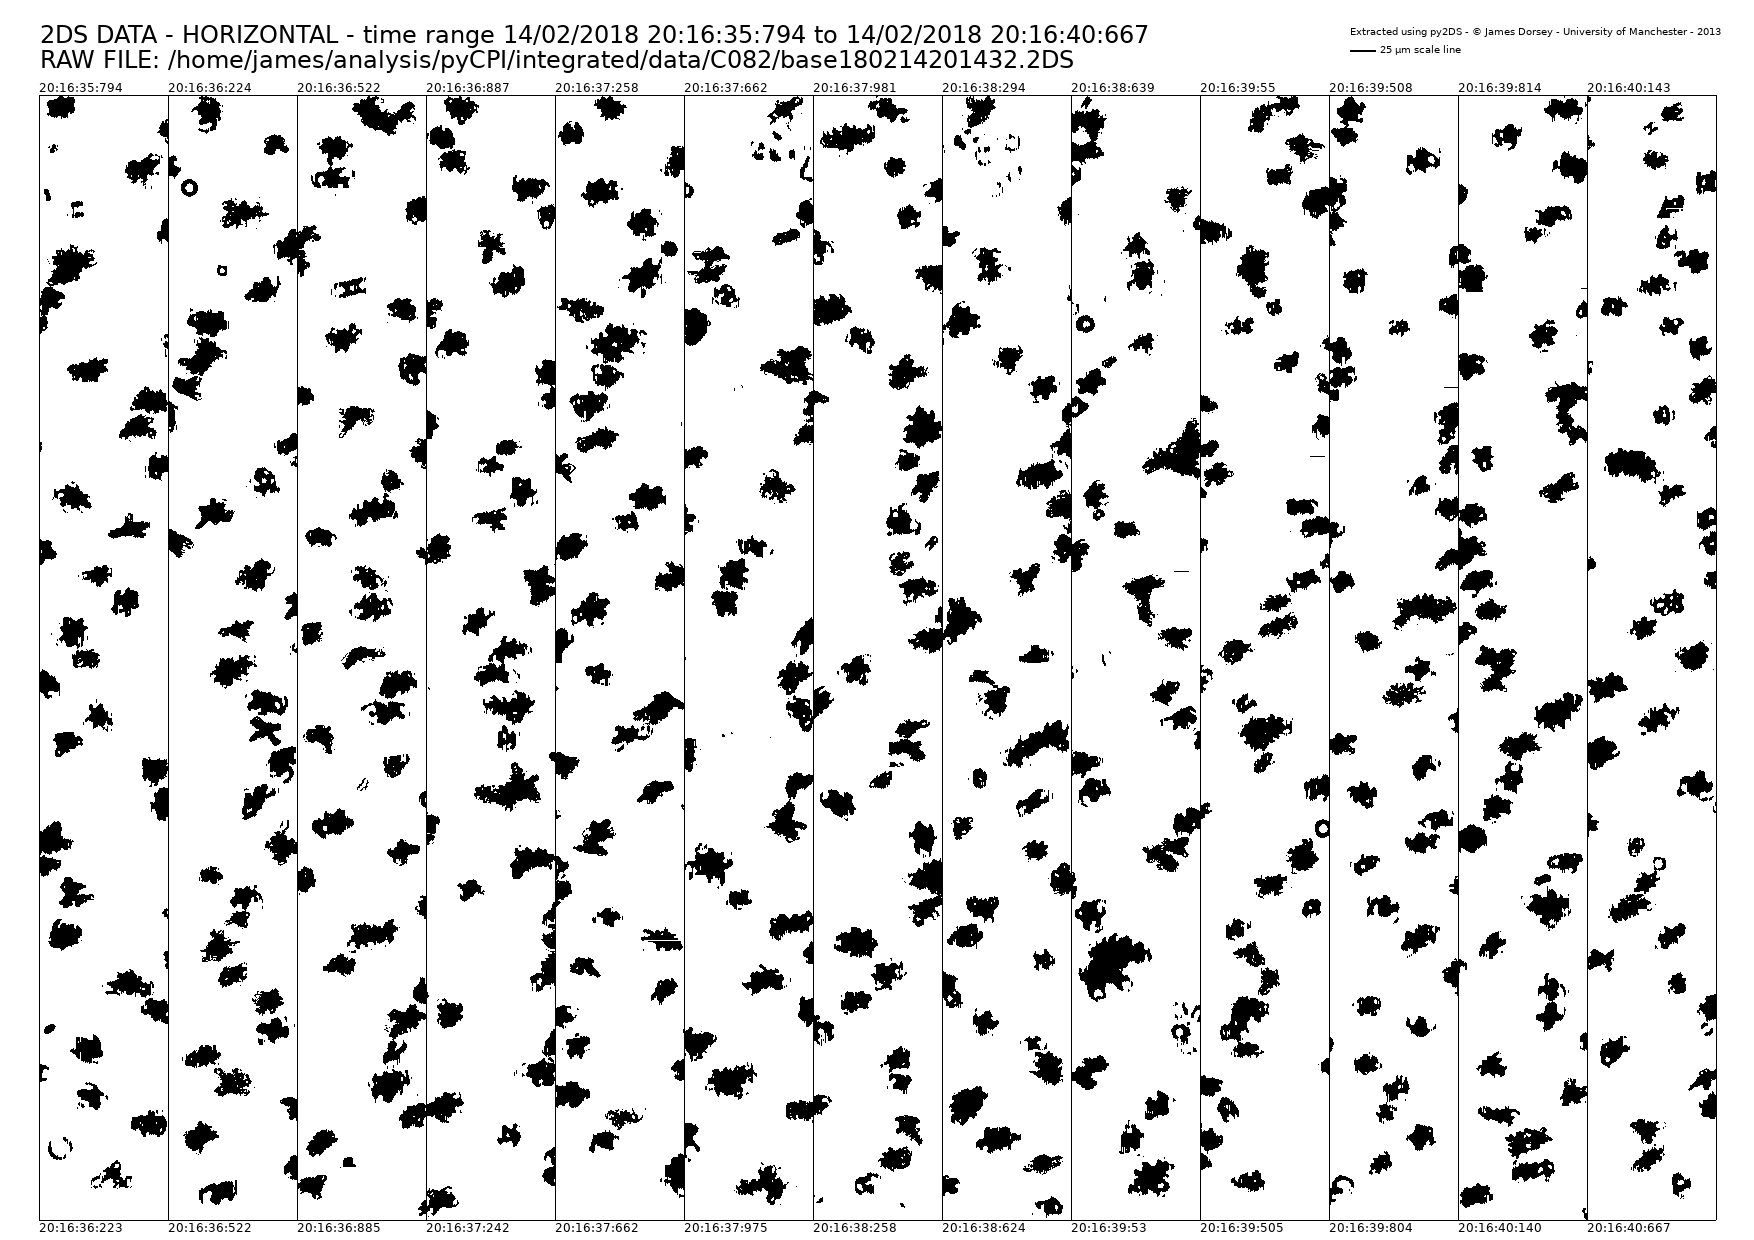 2DS DATA - HORIZONTAL - time range 14/02/2018 20:16:35:794 to 14/02/2018 20:16:40:667
RAW FILE: /home/james/analysis/pyCPI/integrated/data/C082/base180214201432.2DS
Extracted using py2DS - © James Dorsey - University of Manchester - 2013
25 µm scale line
20:16:35:794 20:16:36:224 20:16:36:522 20:16:36:887 20:16:37:258 20:16:37:662 20:16:37:981 20:16:38:294 20:16:38:639 20:16:39:55 20:16:39:508 20:16:39:814 20:16:40:143
20:16:36:223 20:16:36:522 20:16:36:885 20:16:37:242 20:16:37:662 20:16:37:975 20:16:38:258 20:16:38:624 20:16:39:53 20:16:39:505 20:16:39:804 20:16:40:140 20:16:40:667